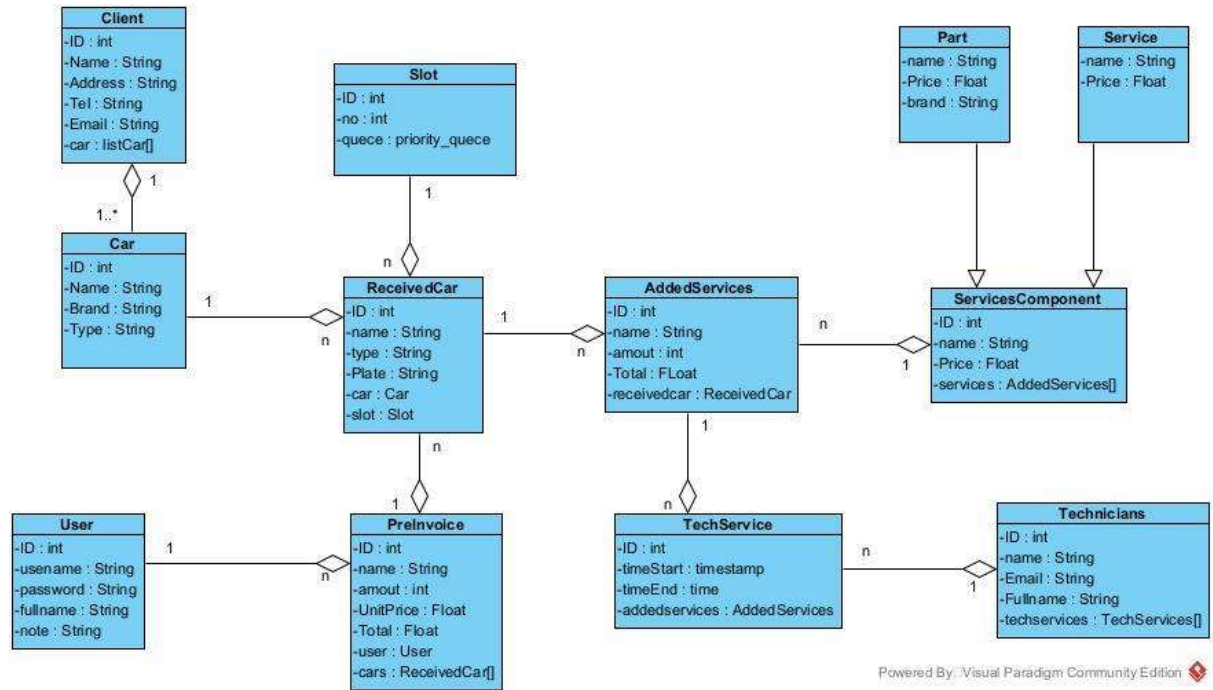 Client
-ID : int
-Name : String
-Address : String
-Tel : String
-Email : String
-car : listCar[]
1
1..*
Slot
-ID : int
-no : int
-quece : priority_quece
1
n
Part
-name : String
-Price : Float
-brand : String
Service
-name : String
-Price : Float
Car
-ID : int
-Name : String
-Brand : String
-Type : String
1
n
ReceivedCar
-ID : int
-name : String
-type : String
-Plate : String
-car : Car
-slot : Slot
1
n
AddedServices
-ID : int
-name : String
-amout : int
-Total : FLoat
-receivedcar : ReceivedCar
n
1
ServicesComponent
-ID : int
-name : String
-Price : Float
-services : AddedServices[]
n
1
1
n
User
-ID : int
-usename : String
-password : String
-fullname : String
-note : String
1
n
PreInvoice
-ID : int
-name : String
-amout : int
-UnitPrice : Float
-Total : Float
-user : User
-cars : ReceivedCar[]
TechService
-ID : int
-timeStart : timestamp
-timeEnd : time
-addedservices : AddedServices
n
1
Technicians
-ID : int
-name : String
-Email : String
-Fullname : String
-techservices : TechServices[]
Powered By: Visual Paradigm Community Edition